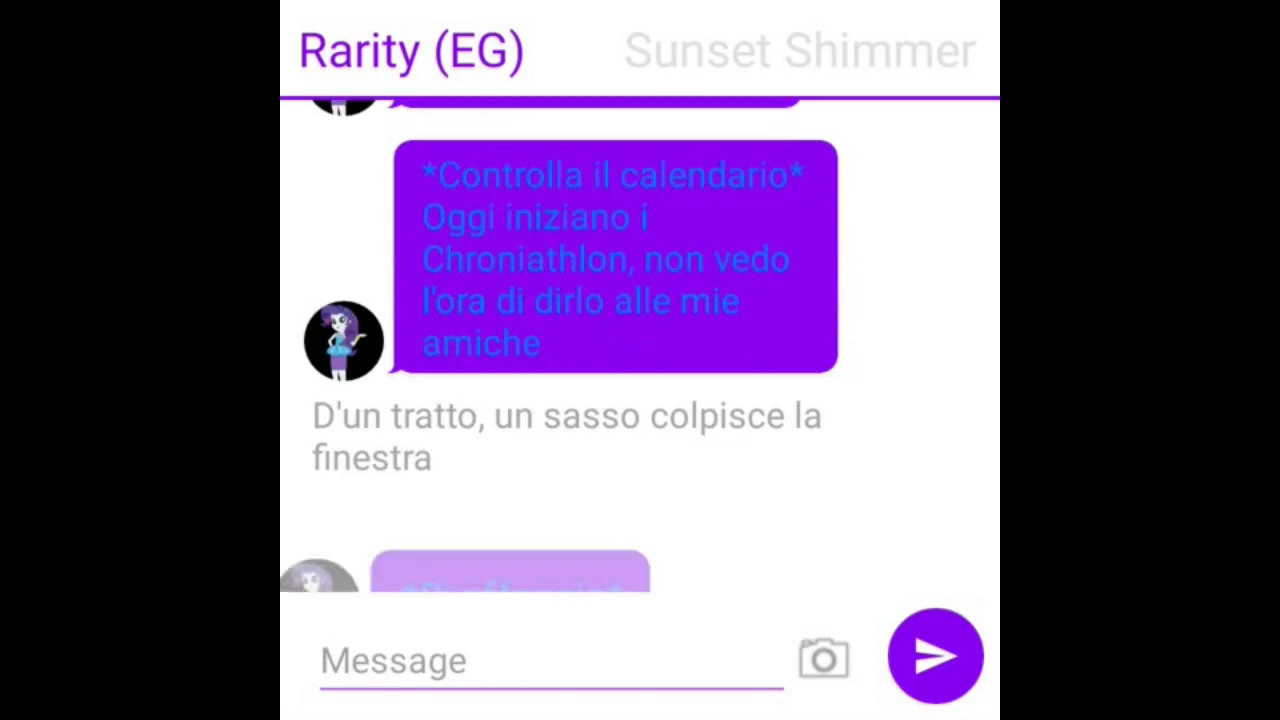 Rarity (EG) Sunset Shimmer
*Controlla il calendario*
Oggi iniziano i
Chroniathlon, non vedo
l'ora di dirlo alle mie
amiche
D'un tratto, un sasso colpisce la
finestra
Message